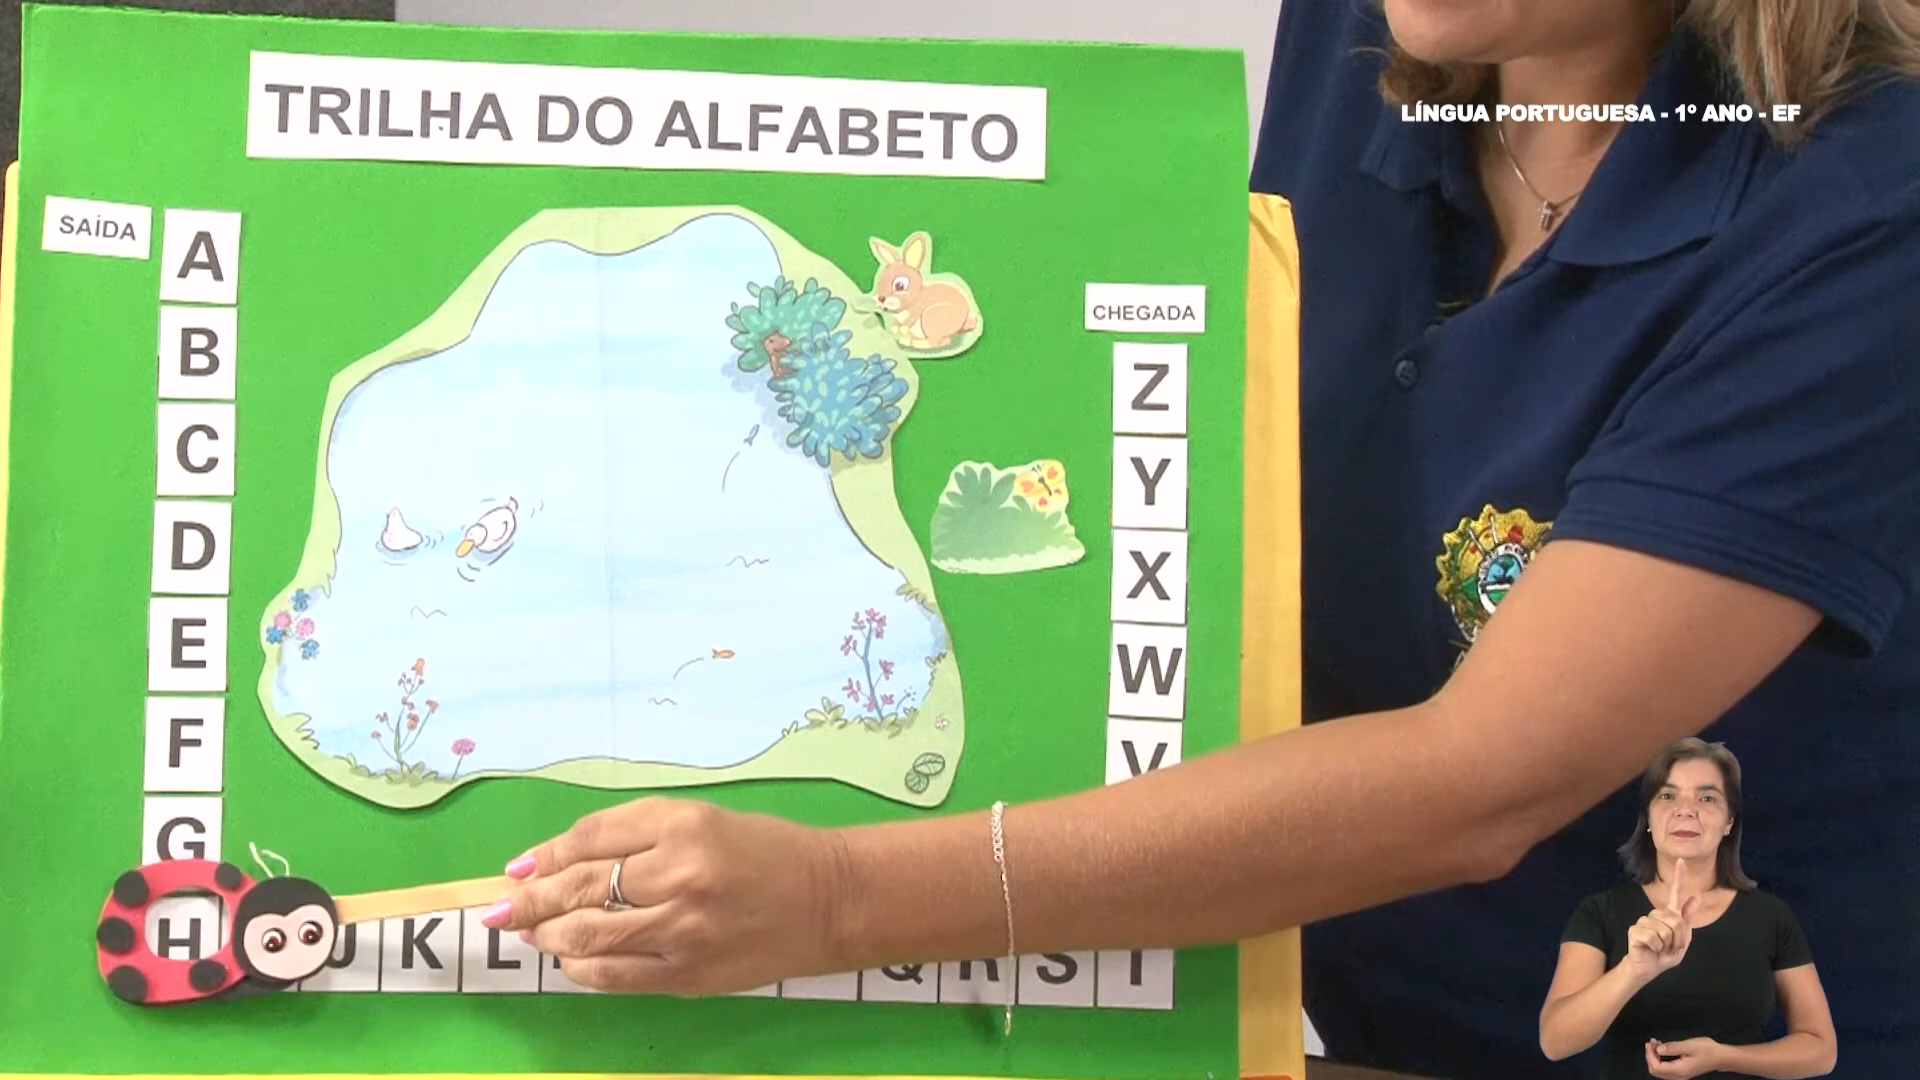 TRILHA DO ALFABETO
LÍNGUA PORTUGUESA - 1º ANO - EF
SAÍDA
A
B
C
D
E
F
G
H
J K L Q R S T
CHEGADA
Z
Y
X
W
V